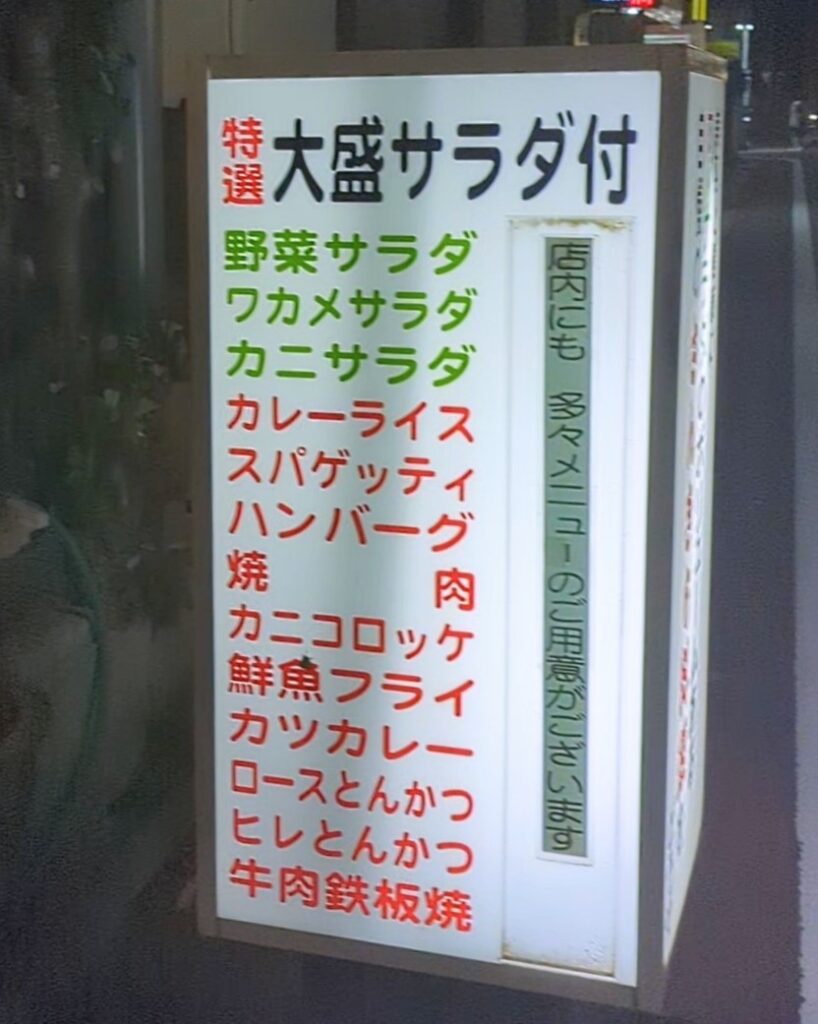 特選 大盛サラダ付
野菜サラダ
ワカメサラダ
カニサラダ
カレーライス
スパゲッティ
ハンバーグ
焼 肉
カニコロッケ
鮮魚フライ
カツカレー
ロースとんかつ
ヒレとんかつ
牛肉鉄板焼
店内にも 多々メニューのご用意がございます